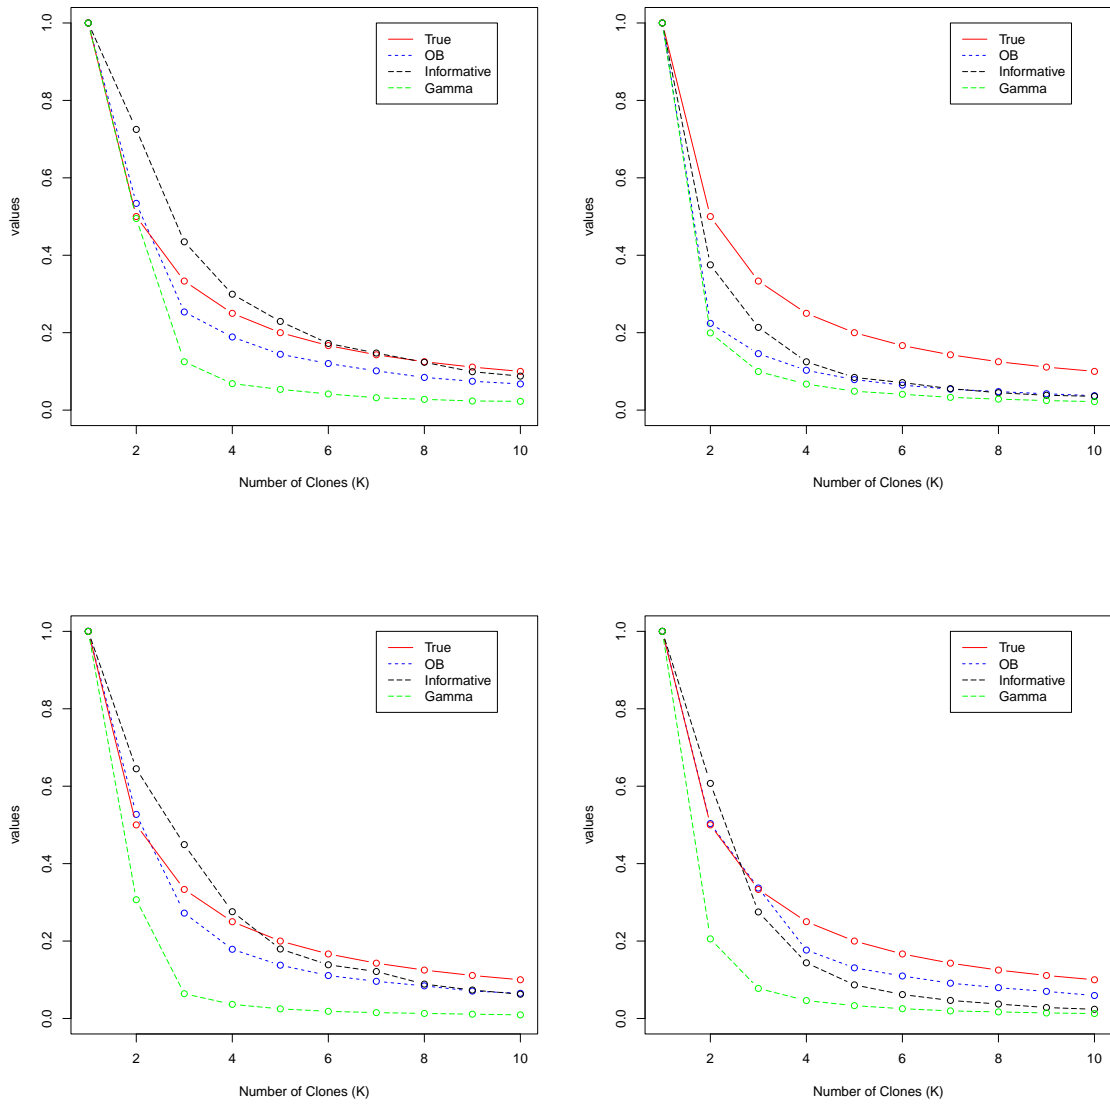 1.0
0.8
0.6
0.4
0.2
0.0
values
True
OB
Informative
Gamma
2 4 6 8 10
Number of Clones (K)
1.0
0.8
0.6
0.4
0.2
0.0
values
True
OB
Informative
Gamma
2 4 6 8 10
Number of Clones (K)
1.0
0.8
0.6
0.4
0.2
0.0
values
True
OB
Informative
Gamma
2 4 6 8 10
Number of Clones (K)
1.0
0.8
0.6
0.4
0.2
0.0
values
True
OB
Informative
Gamma
2 4 6 8 10
Number of Clones (K)